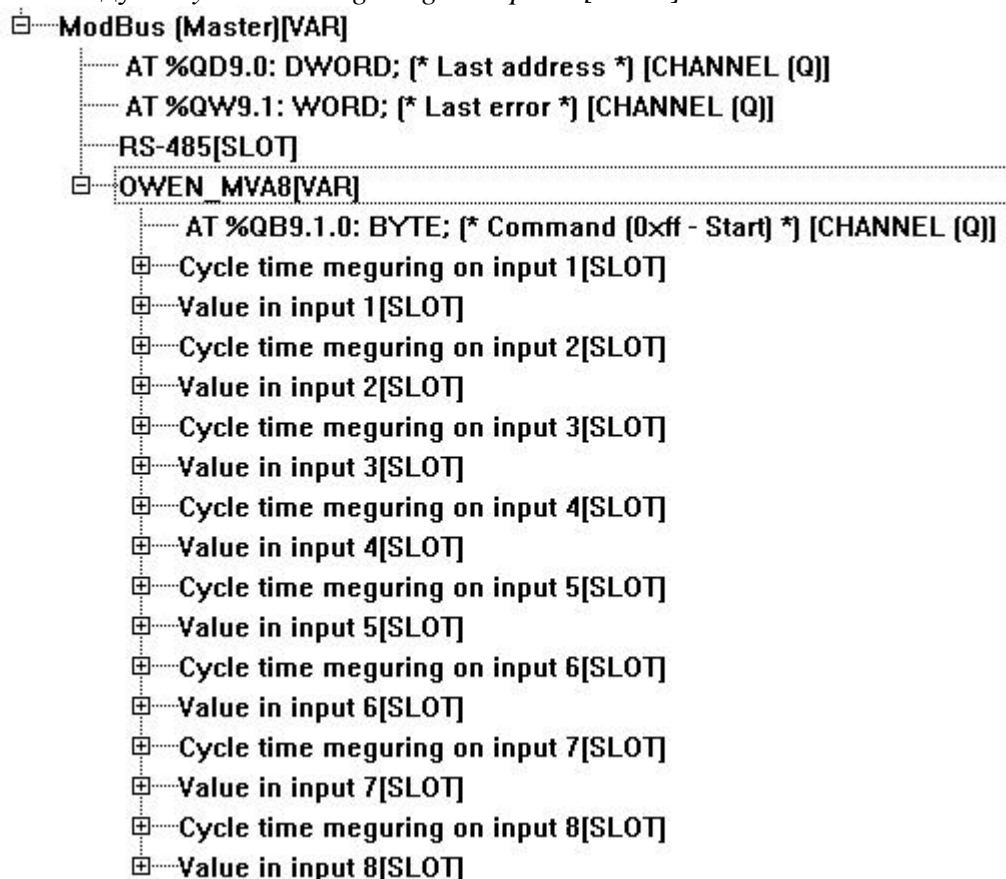 ModBus (Master)[VAR]
AT %QD9.0: DWORD; (* Last address *) [CHANNEL (Q)]
AT %QW9.1: WORD; (* Last error *) [CHANNEL (Q)]
RS-485[SLOT]
OWEN_MVA8[VAR]
AT %QB9.1.0: BYTE; (* Command (0xff - Start) *) [CHANNEL (Q)]
Cycle time meguring on input 1[SLOT]
Value in input 1[SLOT]
Cycle time meguring on input 2[SLOT]
Value in input 2[SLOT]
Cycle time meguring on input 3[SLOT]
Value in input 3[SLOT]
Cycle time meguring on input 4[SLOT]
Value in input 4[SLOT]
Cycle time meguring on input 5[SLOT]
Value in input 5[SLOT]
Cycle time meguring on input 6[SLOT]
Value in input 6[SLOT]
Cycle time meguring on input 7[SLOT]
Value in input 7[SLOT]
Cycle time meguring on input 8[SLOT]
Value in input 8[SLOT]